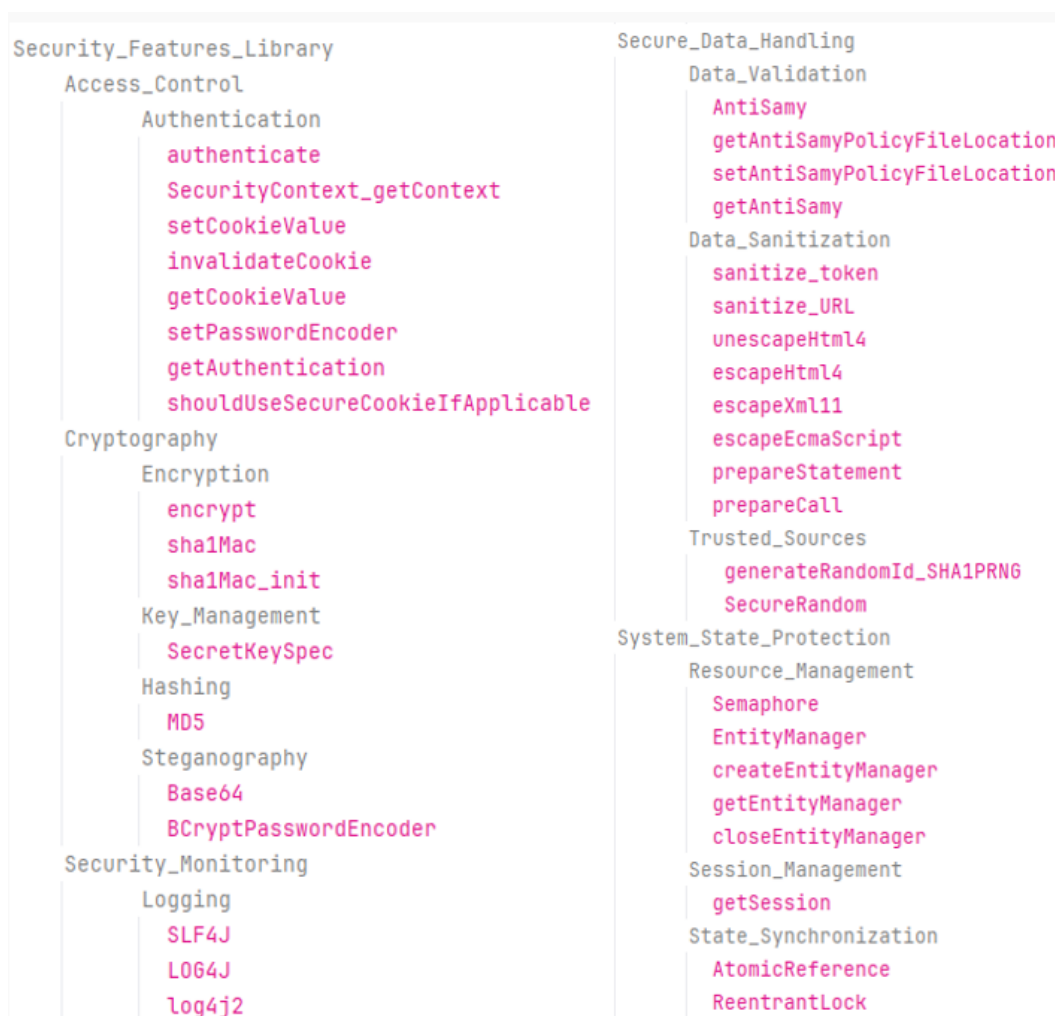 Security_Features_Library
Access_Control
Authentication
authenticate
SecurityContext_getContext
setCookieValue
invalidateCookie
getCookieValue
setPasswordEncoder
getAuthentication
shouldUseSecureCookieIfApplicable
Cryptography
Encryption
encrypt
sha1Mac
sha1Mac_init
Key_Management
SecretKeySpec
Hashing
MD5
Steganography
Base64
BCryptPasswordEncoder
Security_Monitoring
Logging
SLF4J
LOG4J
log4j2
Secure_Data_Handling
Data_Validation
AntiSamy
getAntiSamyPolicyFileLocation
setAntiSamyPolicyFileLocation
getAntiSamy
Data_Sanitization
sanitize_token
sanitize_URL
unescapeHtml4
escapeHtml4
escapeXml11
escapeEcmaScript
prepareStatement
prepareCall
Trusted_Sources
generateRandomId_SHA1PRNG
SecureRandom
System_State_Protection
Resource_Management
Semaphore
EntityManager
createEntityManager
getEntityManager
closeEntityManager
Session_Management
getSession
State_Synchronization
AtomicReference
ReentrantLock